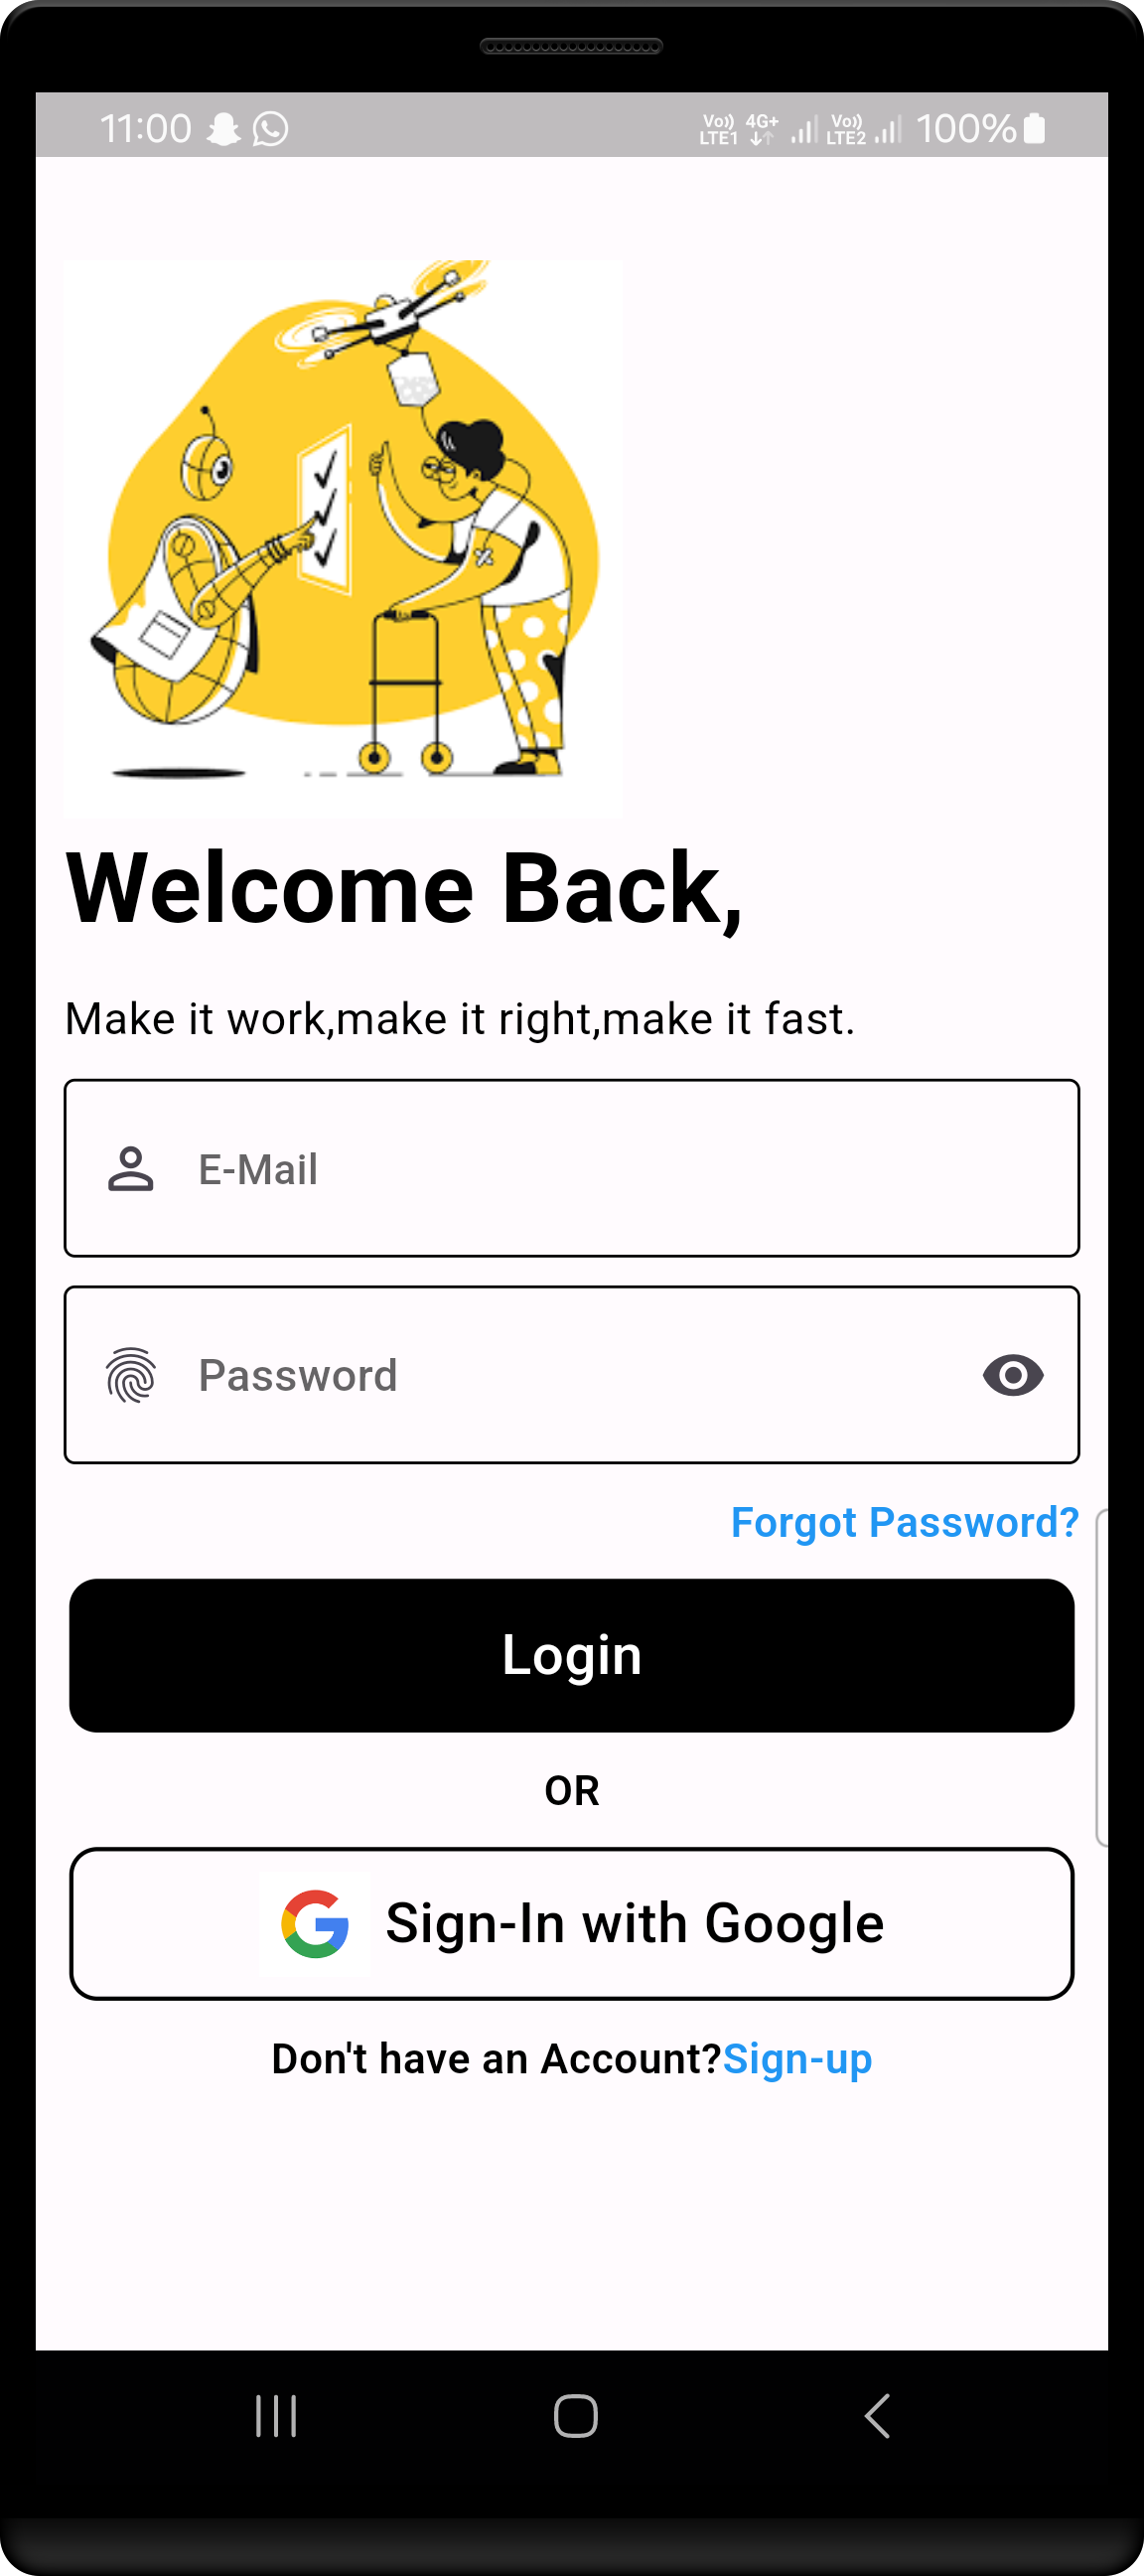 11:00 Vo)) LTE1 4G+ Vo)) LTE2 100%
Welcome Back,
Make it work,make it right,make it fast.
E-Mail
Password
Forgot Password?
Login
OR
Sign-In with Google
Don't have an Account?Sign-up